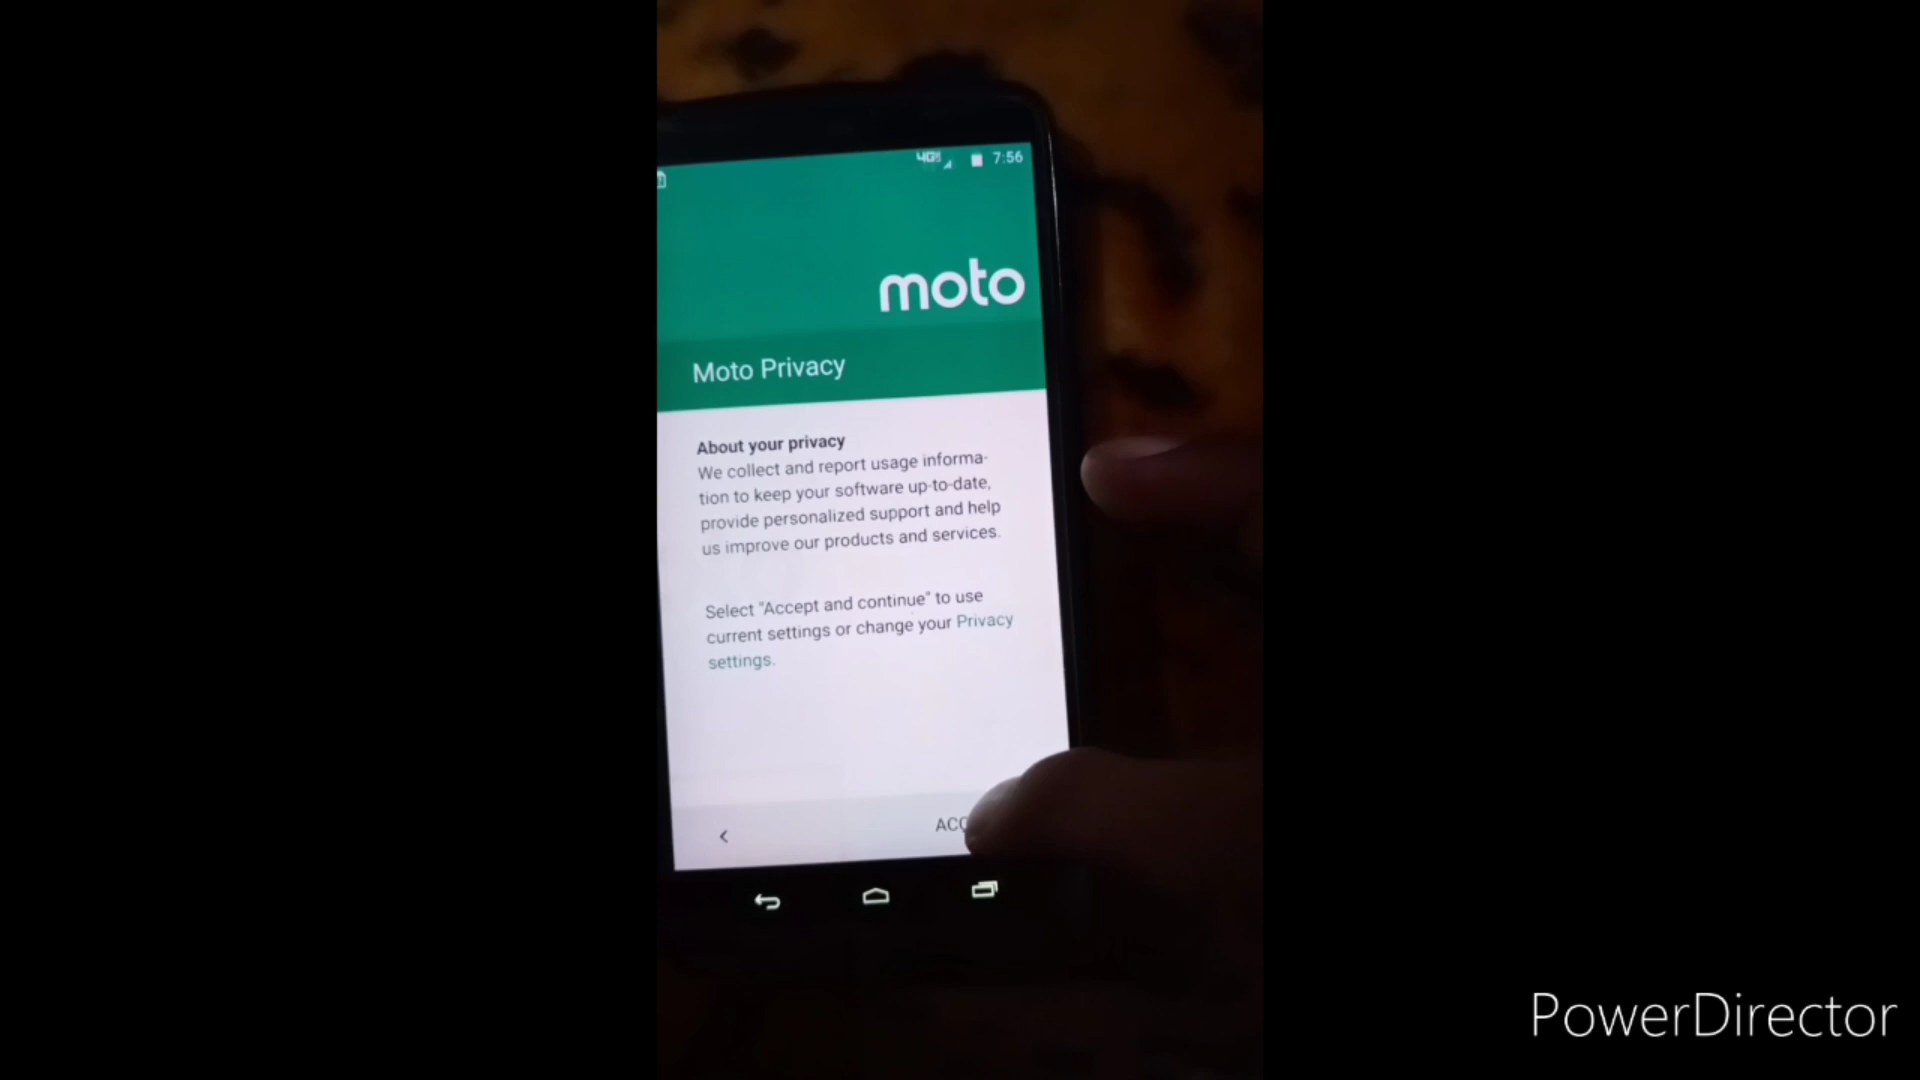 4G 7:56
moto
Moto Privacy
About your privacy
We collect and report usage informa-
tion to keep your software up-to-date,
provide personalized support and help
us improve our products and services.
Select "Accept and continue" to use
current settings or change your Privacy
settings.
PowerDirector